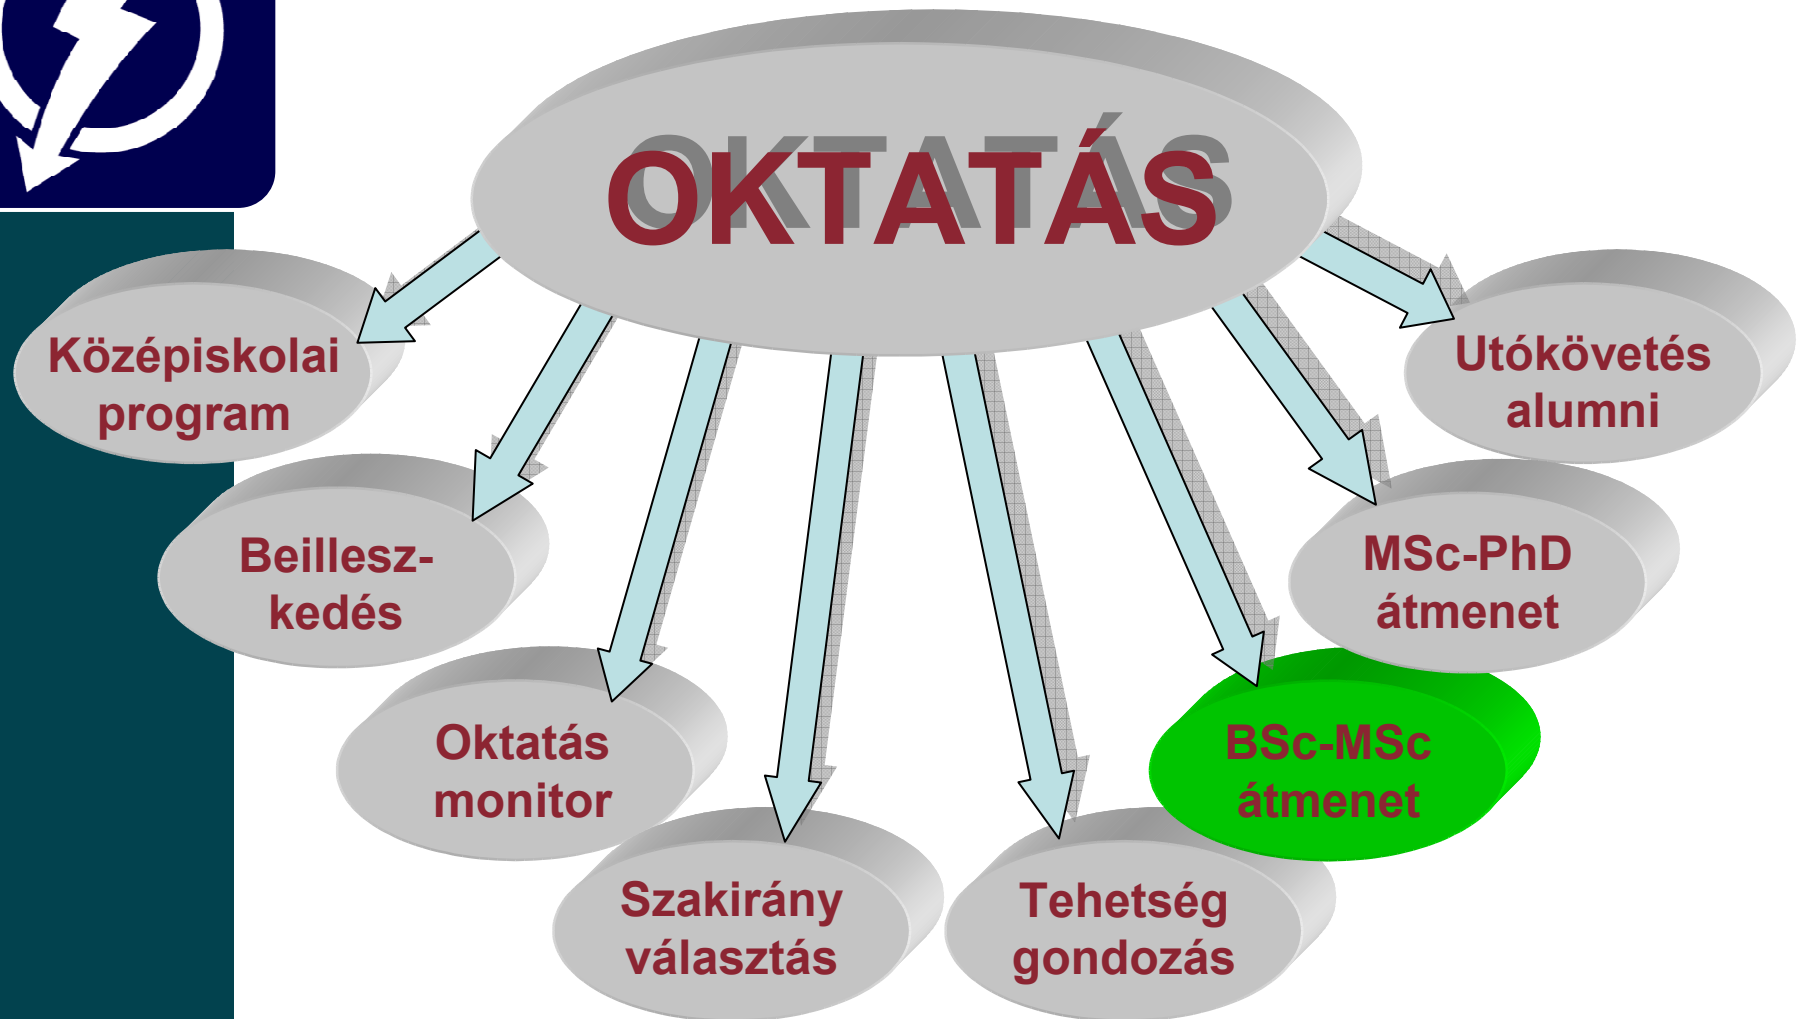 OKTATÁS
Középiskolai
program
Beillesz-
kedés
Oktatás
monitor
Szakirány
választás
Tehetség
gondozás
BSc-MSc
átmenet
MSc-PhD
átmenet
Utókövetés
alumni